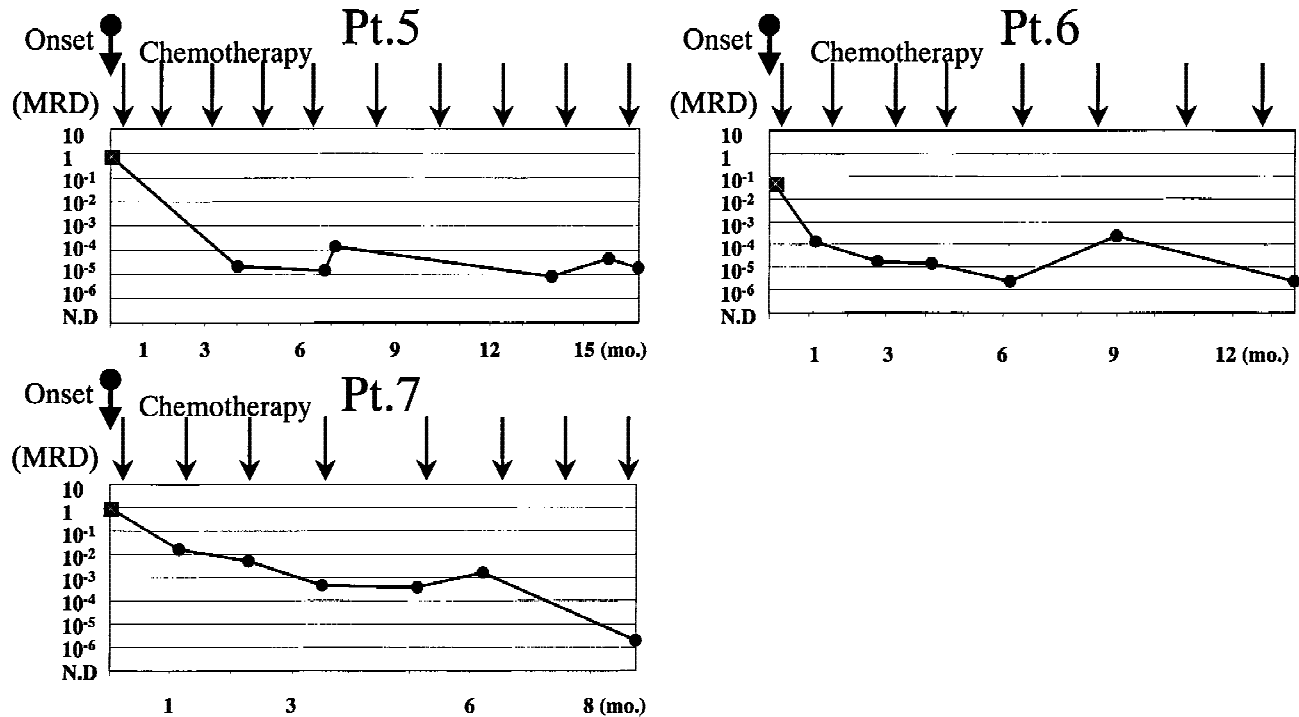 Pt.5
Onset
Chemotherapy
(MRD)
10
1
10-1
10-2
10-3
10-4
10-5
10-6
N.D
1 3 6 9 12 15 (mo.)
Pt.6
Onset
Chemotherapy
(MRD)
10
1
10-1
10-2
10-3
10-4
10-5
10-6
N.D
1 3 6 9 12 (mo.)
Pt.7
Onset
Chemotherapy
(MRD)
10
1
10-1
10-2
10-3
10-4
10-5
10-6
N.D
1 3 6 8 (mo.)